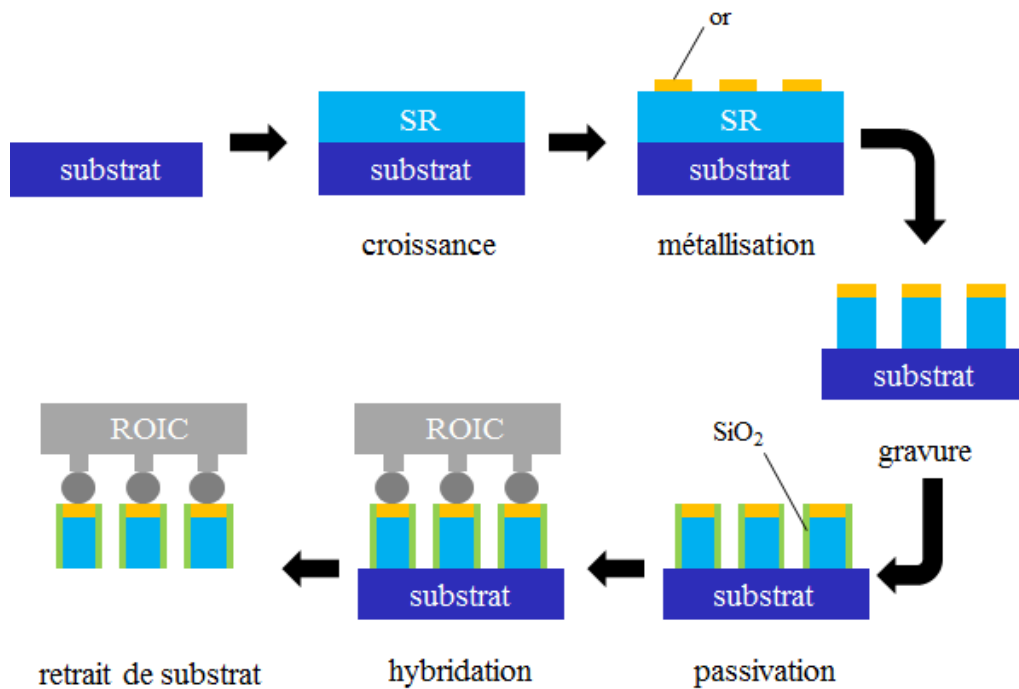 or
substrat
SR
substrat
croissance
SR
substrat
métallisation
substrat
gravure
SiO₂
substrat
passivation
ROIC
substrat
hybridation
ROIC
retrait de substrat